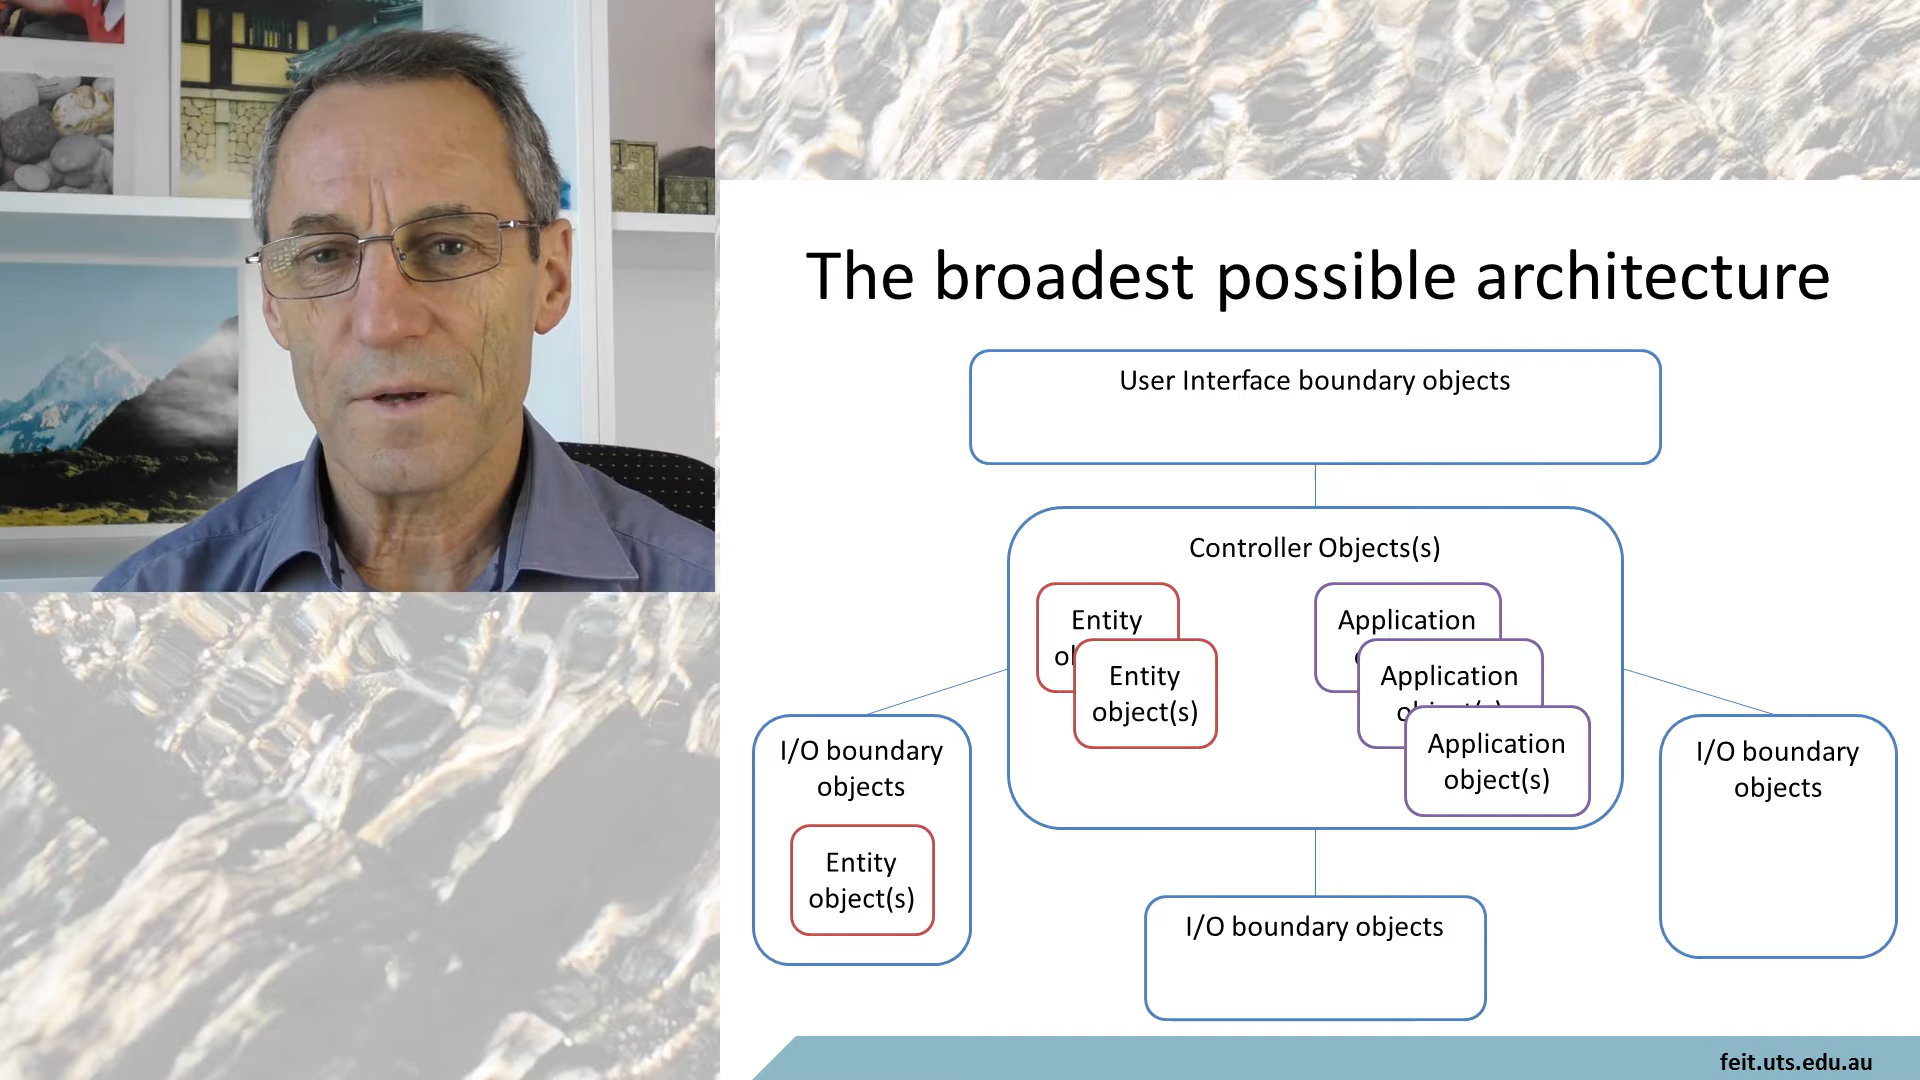 The broadest possible architecture
User Interface boundary objects
Controller Objects(s)
Entity
Entity
object(s)
Application
Application
Application
object(s)
I/O boundary
objects
Entity
object(s)
I/O boundary objects
I/O boundary
objects
feit.uts.edu.au